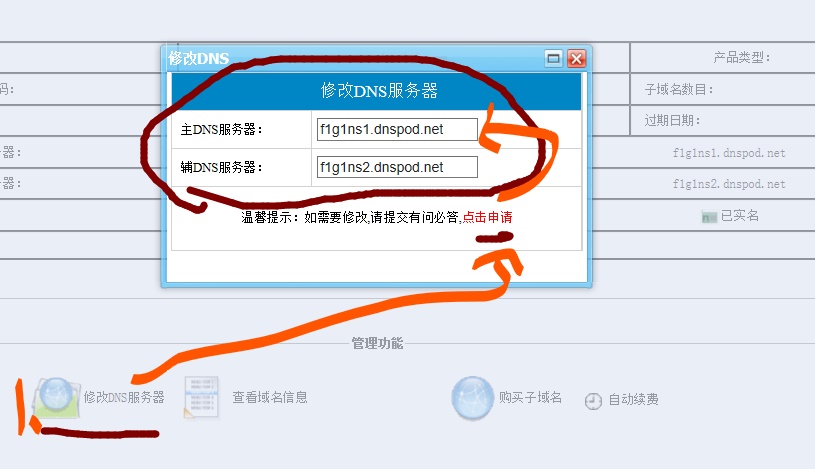 修改DNS
产品类型：
修改DNS服务器
码：
子域名数目：
主DNS服务器：
f1g1ns1.dnspod.net
过期日期：
务器：
f1g1ns1.dnspod.net
辅DNS服务器：
f1g1ns2.dnspod.net
务器：
f1g1ns2.dnspod.net
温馨提示：如需要修改,请提交有问必答,点击申请
已实名
管理功能
1.
修改DNS服务器
查看域名信息
购买子域名
自动续费